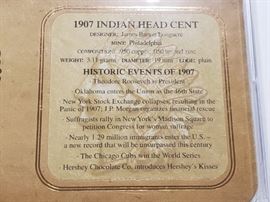 1907 INDIAN HEAD CENT
DESIGNER: James Barton Longacre
MINT: Philadelphia
COMPOSITION: .950 copper, .050 tin and zinc
WEIGHT: 3.11 grams DIAMETER: 19 mm EDGE: plain
HISTORIC EVENTS OF 1907
Theodore Roosevelt is President
- Oklahoma enters the Union as the 46th State
- New York Stock Exchange collapses, resulting in the
Panic of 1907; J.P. Morgan organizes financial rescue
- Suffragists rally in New York's Madison Square to
petition Congress for woman suffrage
- Nearly 1.29 million immigrants enter the U.S. –
a new record that will be unsurpassed this century
- The Chicago Cubs win the World Series
- Hershey Chocolate Co. introduces Hershey's Kisses